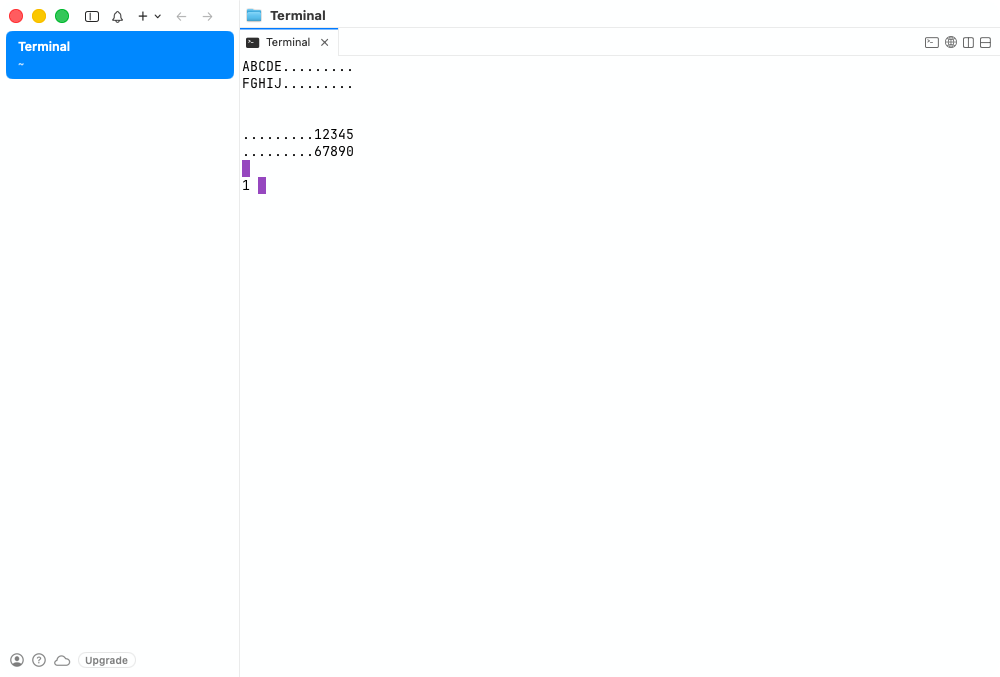 Terminal
Terminal
~
Terminal
ABCDE.........
FGHIJ.........
.........12345
.........67890
1
Upgrade